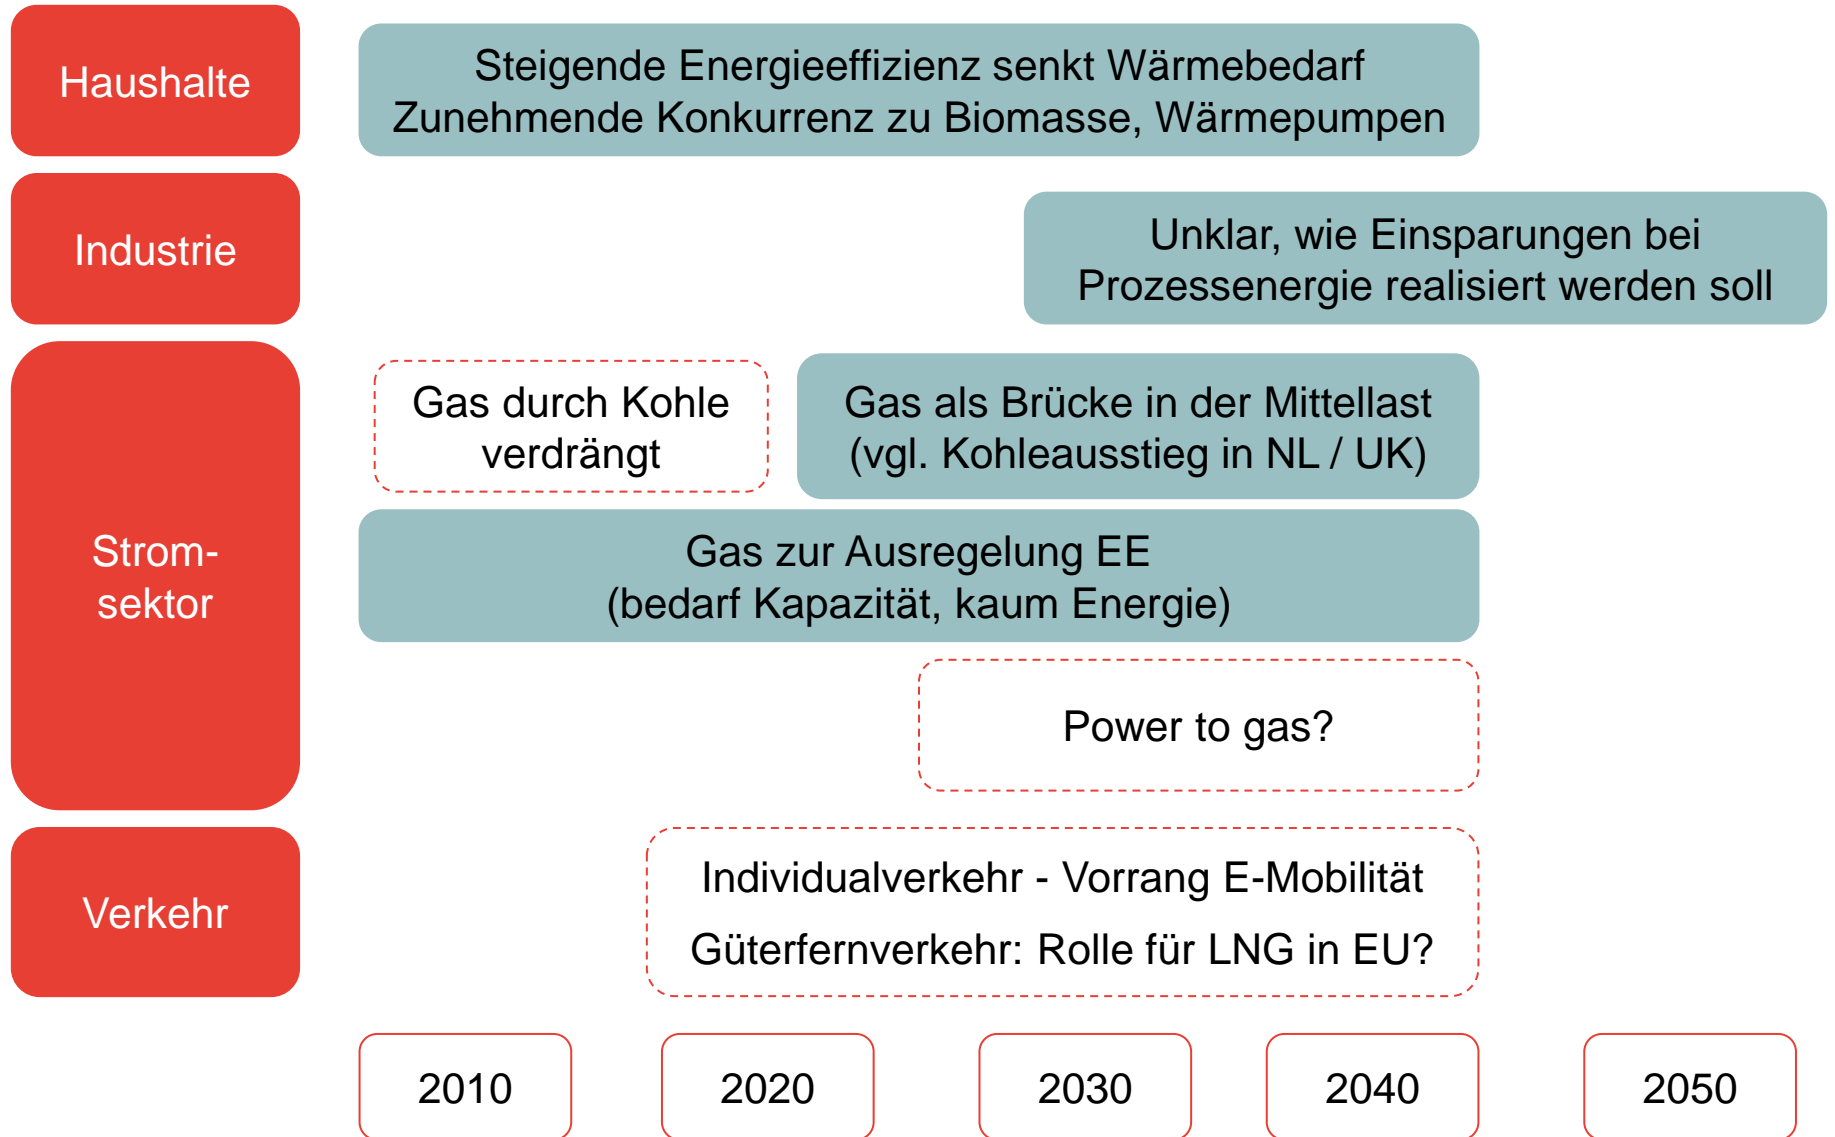 Haushalte
Steigende Energieeffizienz senkt Wärmebedarf
Zunehmende Konkurrenz zu Biomasse, Wärmepumpen
Industrie
Unklar, wie Einsparungen bei
Prozessenergie realisiert werden soll
Strom-
sektor
Gas durch Kohle
verdrängt
Gas als Brücke in der Mittellast
(vgl. Kohleausstieg in NL / UK)
Gas zur Ausregelung EE
(bedarf Kapazität, kaum Energie)
Power to gas?
Verkehr
Individualverkehr - Vorrang E-Mobilität
Güterfernverkehr: Rolle für LNG in EU?
2010
2020
2030
2040
2050